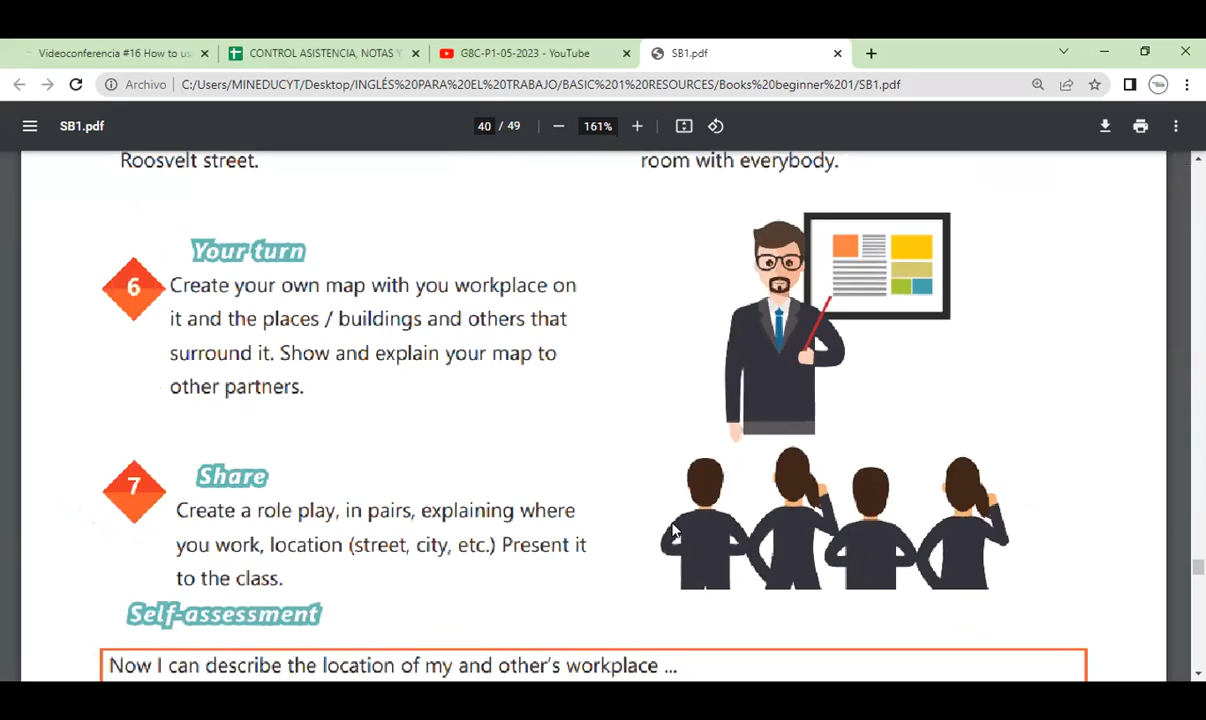 Videoconferencia #16 How to us
CONTROL ASISTENCIA, NOTAS Y
G8C-P1-05-2023 - YouTube
SB1.pdf
Archivo
C:/Users/MINEDUCYT/Desktop/INGLÉS%20PARA%20EL%20TRABAJO/BASIC%201%20RESOURCES/Books%20beginner%201/SB1.pdf
SB1.pdf
40 / 49
161%
Roosvelt street.
room with everybody.
Your turn
6
Create your own map with you workplace on
it and the places / buildings and others that
surround it. Show and explain your map to
other partners.
Share
7
Create a role play, in pairs, explaining where
you work, location (street, city, etc.) Present it
to the class.
Self-assessment
Now I can describe the location of my and other's workplace ...